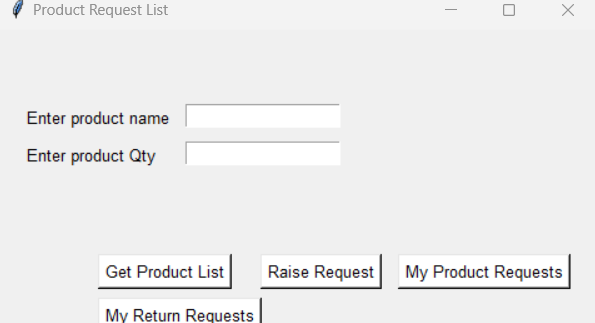 Product Request List
Enter product name
Enter product Qty
Get Product List Raise Request My Product Requests
My Return Requests